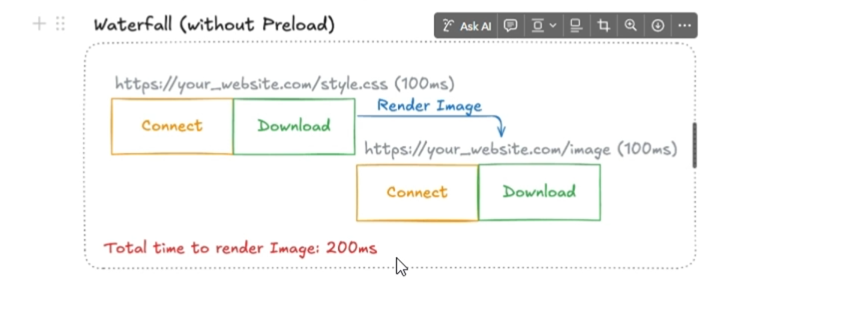 Waterfall (without Preload)
Ask AI
https://your_website.com/style.css (100ms)
Connect
Download
Render Image
https://your_website.com/image (100ms)
Connect
Download
Total time to render Image: 200ms